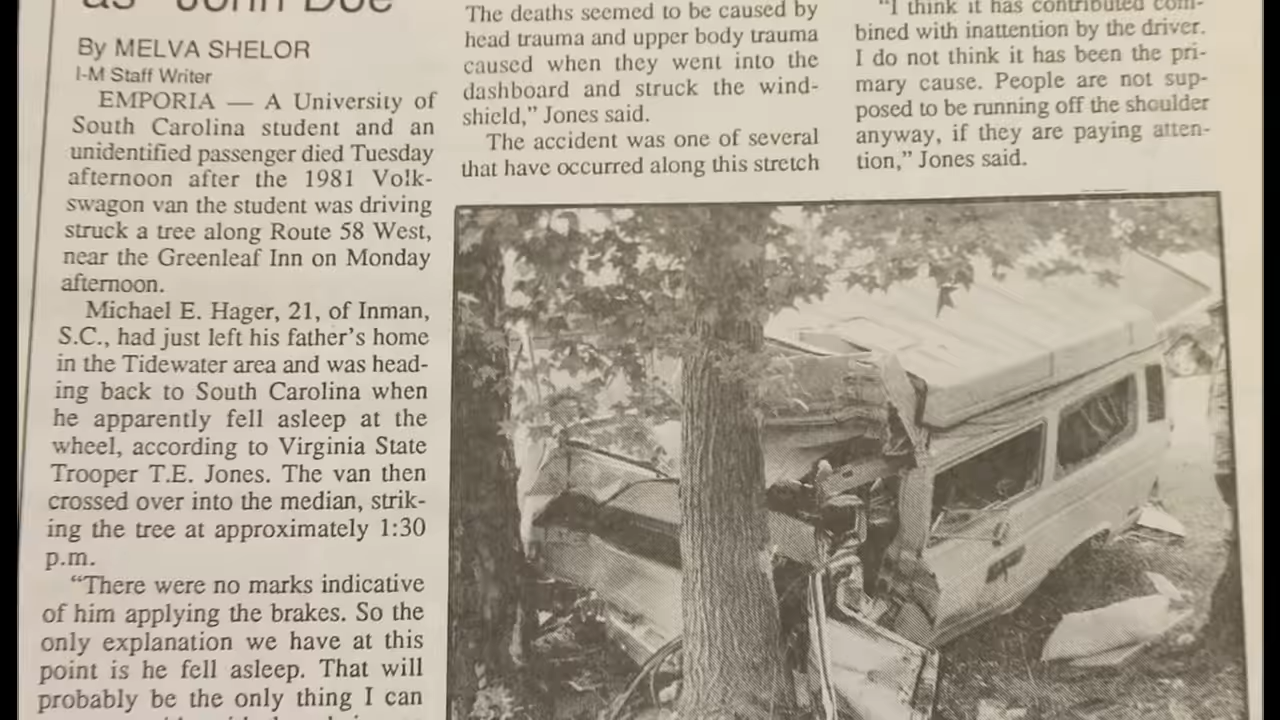 as "John Doe"
By MELVA SHELOR
I-M Staff Writer
EMPORIA — A University of
South Carolina student and an
unidentified passenger died Tuesday
afternoon after the 1981 Volk-
swagon van the student was driving
struck a tree along Route 58 West,
near the Greenleaf Inn on Monday
afternoon.
Michael E. Hager, 21, of Inman,
S.C., had just left his father's home
in the Tidewater area and was head-
ing back to South Carolina when
he apparently fell asleep at the
wheel, according to Virginia State
Trooper T.E. Jones. The van then
crossed over into the median, strik-
ing the tree at approximately 1:30
p.m.
"There were no marks indicative
of him applying the brakes. So the
only explanation we have at this
point is he fell asleep. That will
probably be the only thing I can
The deaths seemed to be caused by
head trauma and upper body trauma
caused when they went into the
dashboard and struck the wind-
shield," Jones said.
The accident was one of several
that have occurred along this stretch
"I think it has contributed com-
bined with inattention by the driver.
I do not think it has been the pri-
mary cause. People are not sup-
posed to be running off the shoulder
anyway, if they are paying atten-
tion," Jones said.